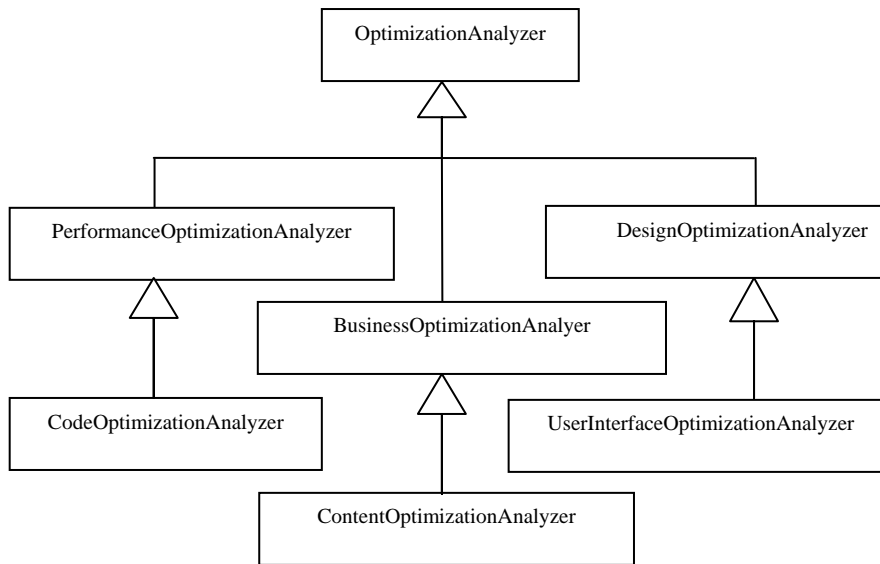 OptimizationAnalyzer
PerformanceOptimizationAnalyzer
DesignOptimizationAnalyzer
BusinessOptimizationAnalyer
CodeOptimizationAnalyzer
UserInterfaceOptimizationAnalyzer
ContentOptimizationAnalyzer